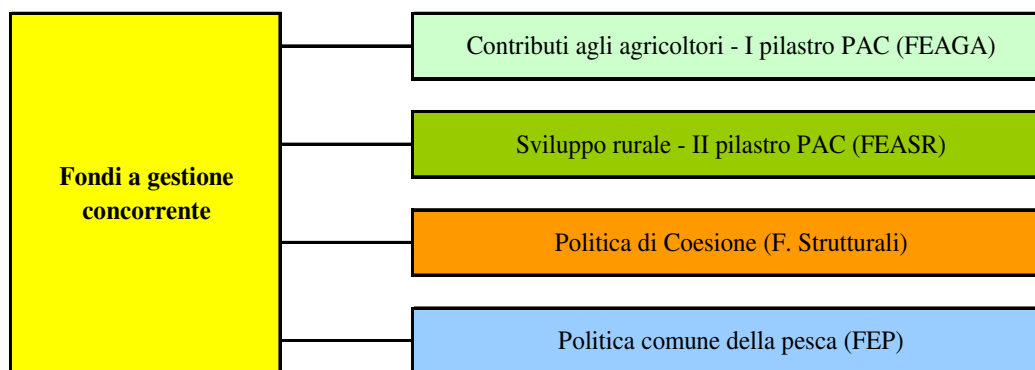 Fondi a gestione
concorrente
Contributi agli agricoltori - I pilastro PAC (FEAGA)
Sviluppo rurale - II pilastro PAC (FEASR)
Politica di Coesione (F. Strutturali)
Politica comune della pesca (FEP)